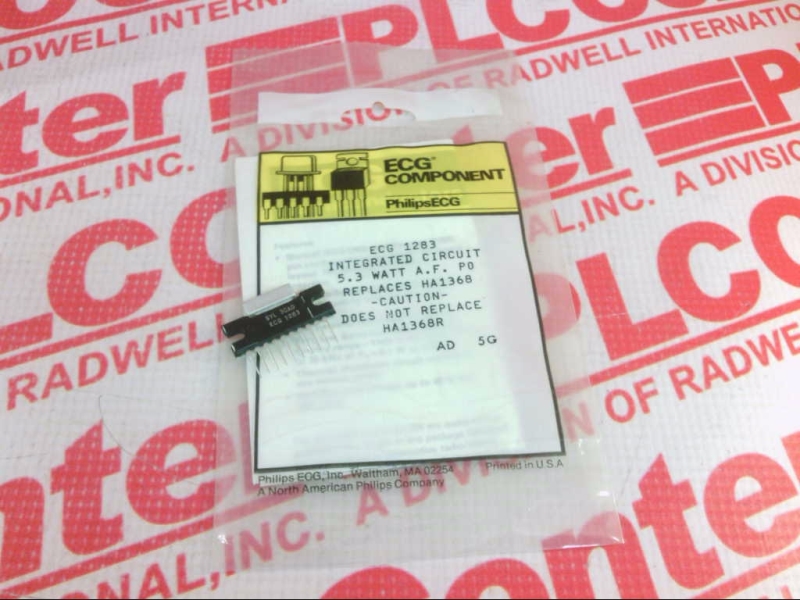 PLCCenter
A DIVISION OF RADWELL INTERNATIONAL, INC.
ECG®
COMPONENT
PhilipsECG
ECG 1283
INTEGRATED CIRCUIT
5.3 WATT A.F. PO
REPLACES HA1368
-CAUTION-
DOES NOT REPLACE
HA1368R
AD 5G
ECG 1283
Philips ECG, Inc. Waltham, MA 02254 Printed in U.S.A
A North American Philips Company